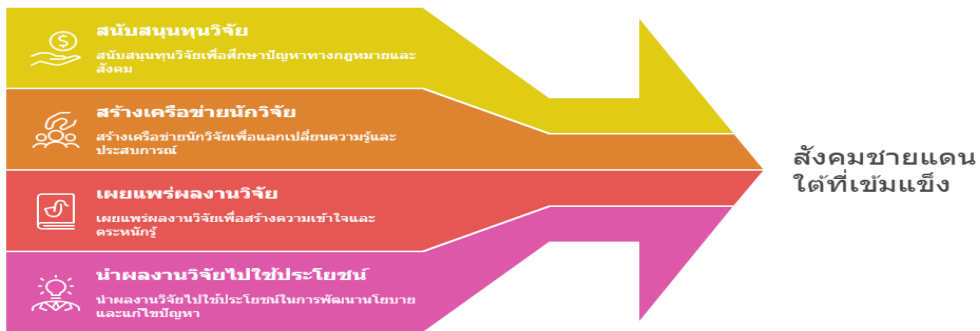 สนับสนุนทุนวิจัย
สนับสนุนทุนวิจัยเพื่อศึกษาปัญหาทางกฎหมายและ
สังคม
สร้างเครือข่ายนักวิจัย
สร้างเครือข่ายนักวิจัยเพื่อแลกเปลี่ยนความรู้และ
ประสบการณ์
เผยแพร่ผลงานวิจัย
เผยแพร่ผลงานวิจัยเพื่อสร้างความเข้าใจและ
ตระหนักรู้
นำผลงานวิจัยไปใช้ประโยชน์
นำผลงานวิจัยไปใช้ประโยชน์ในการพัฒนานโยบาย
และแก้ไขปัญหา
สังคมชายแดน
ใต้ที่เข้มแข็ง